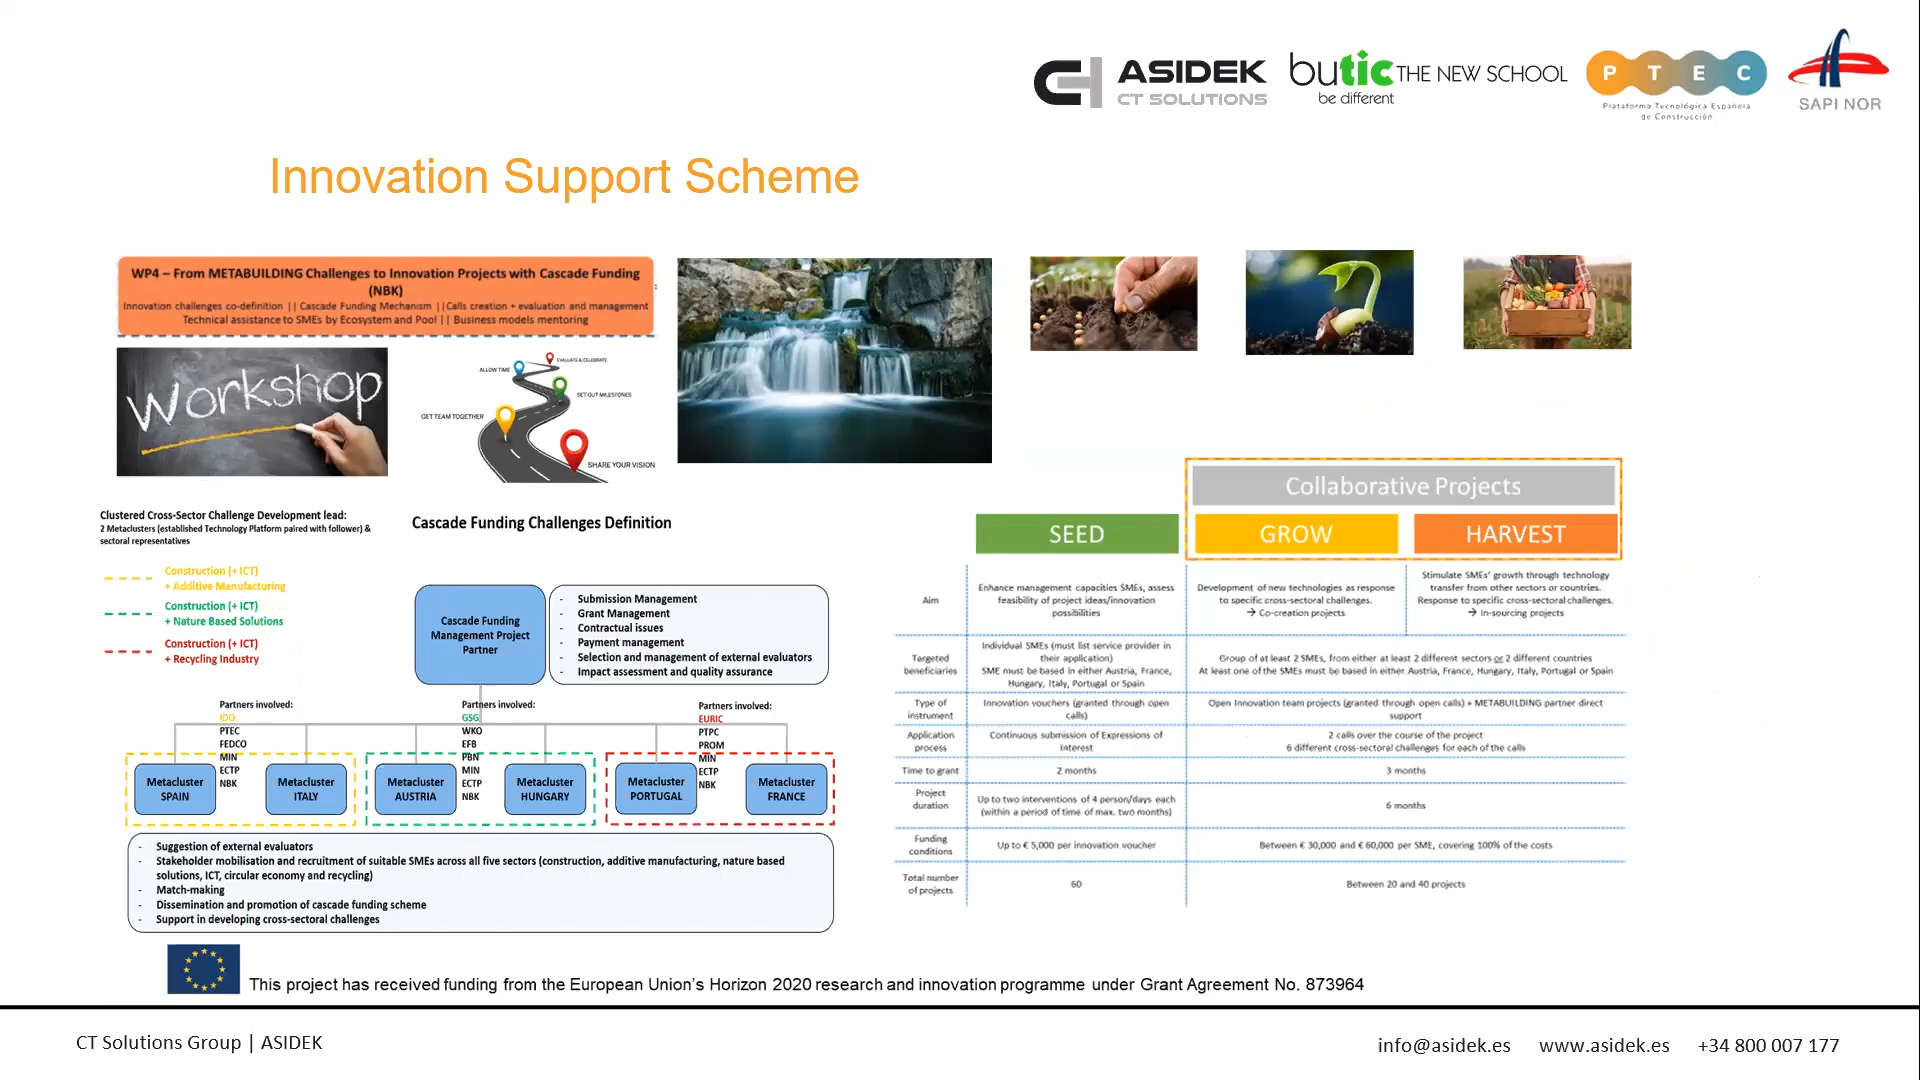 ASIDEK
CT SOLUTIONS
butic THE NEW SCHOOL
be different
P T E C
Plataforma Tecnológica Española
de Construcción
SAPI NOR
Innovation Support Scheme
WP4 – From METABUILDING Challenges to Innovation Projects with Cascade Funding
(NBK)
Innovation challenges co-definition || Cascade Funding Mechanism ||Calls creation + evaluation and management
Technical assistance to SMEs by Ecosystem and Pool || Business models mentoring
Workshop
EVALUATE & CELEBRATE
ALLOW TIME
SET OUT MILESTONES
GET TEAM TOGETHER
SHARE YOUR VISION
Clustered Cross-Sector Challenge Development lead:
2 Metaclusters (established Technology Platform paired with follower) &
sectoral representatives
Construction (+ ICT)
+ Additive Manufacturing
Construction (+ ICT)
+ Nature Based Solutions
Construction (+ ICT)
+ Recycling Industry
Cascade Funding Challenges Definition
Cascade Funding
Management Project
Partner
- Submission Management
- Grant Management
- Contractual issues
- Payment management
- Selection and management of external evaluators
- Impact assessment and quality assurance
Partners involved:
IDO
PTEC
FEDCO
MIN
ECTP
NBK
Partners involved:
GSG
WKO
EFB
PBN
MIN
ECTP
NBK
Partners involved:
EURIC
PTPC
PROM
MIN
ECTP
NBK
Metacluster
SPAIN
Metacluster
ITALY
Metacluster
AUSTRIA
Metacluster
HUNGARY
Metacluster
PORTUGAL
Metacluster
FRANCE
- Suggestion of external evaluators
- Stakeholder mobilisation and recruitment of suitable SMEs across all five sectors (construction, additive manufacturing, nature based
solutions, ICT, circular economy and recycling)
- Match-making
- Dissemination and promotion of cascade funding scheme
- Support in developing cross-sectoral challenges
Collaborative Projects
SEED
GROW
HARVEST
Aim
Enhance management capacities SMEs, assess
feasibility of project ideas/innovation
possibilities
Development of new technologies as response
to specific cross-sectoral challenges.
→ Co-creation projects
Stimulate SMEs' growth through technology
transfer from other sectors or countries.
Response to specific cross-sectoral challenges.
→ In-sourcing projects
Targeted
beneficiaries
Individual SMEs (must list service provider in
their application)
SME must be based in either Austria, France,
Hungary, Italy, Portugal or Spain
Group of at least 2 SMEs, from either at least 2 different sectors or 2 different countries
At least one of the SMEs must be based in either Austria, France, Hungary, Italy, Portugal or Spain
Type of
instrument
Innovation vouchers (granted through open
calls)
Open Innovation team projects (granted through open calls) + METABUILDING partner direct
support
Application
process
Continuous submission of Expressions of
Interest
2 calls over the course of the project
6 different cross-sectoral challenges for each of the calls
Time to grant
2 months
3 months
Project
duration
Up to two interventions of 4 person/days each
(within a period of time of max. two months)
6 months
Funding
conditions
Up to € 5,000 per innovation voucher
Between € 30,000 and € 60,000 per SME, covering 100% of the costs
Total number
of projects
60
Between 20 and 40 projects
This project has received funding from the European Union's Horizon 2020 research and innovation programme under Grant Agreement No. 873964
CT Solutions Group | ASIDEK
info@asidek.es www.asidek.es +34 800 007 177